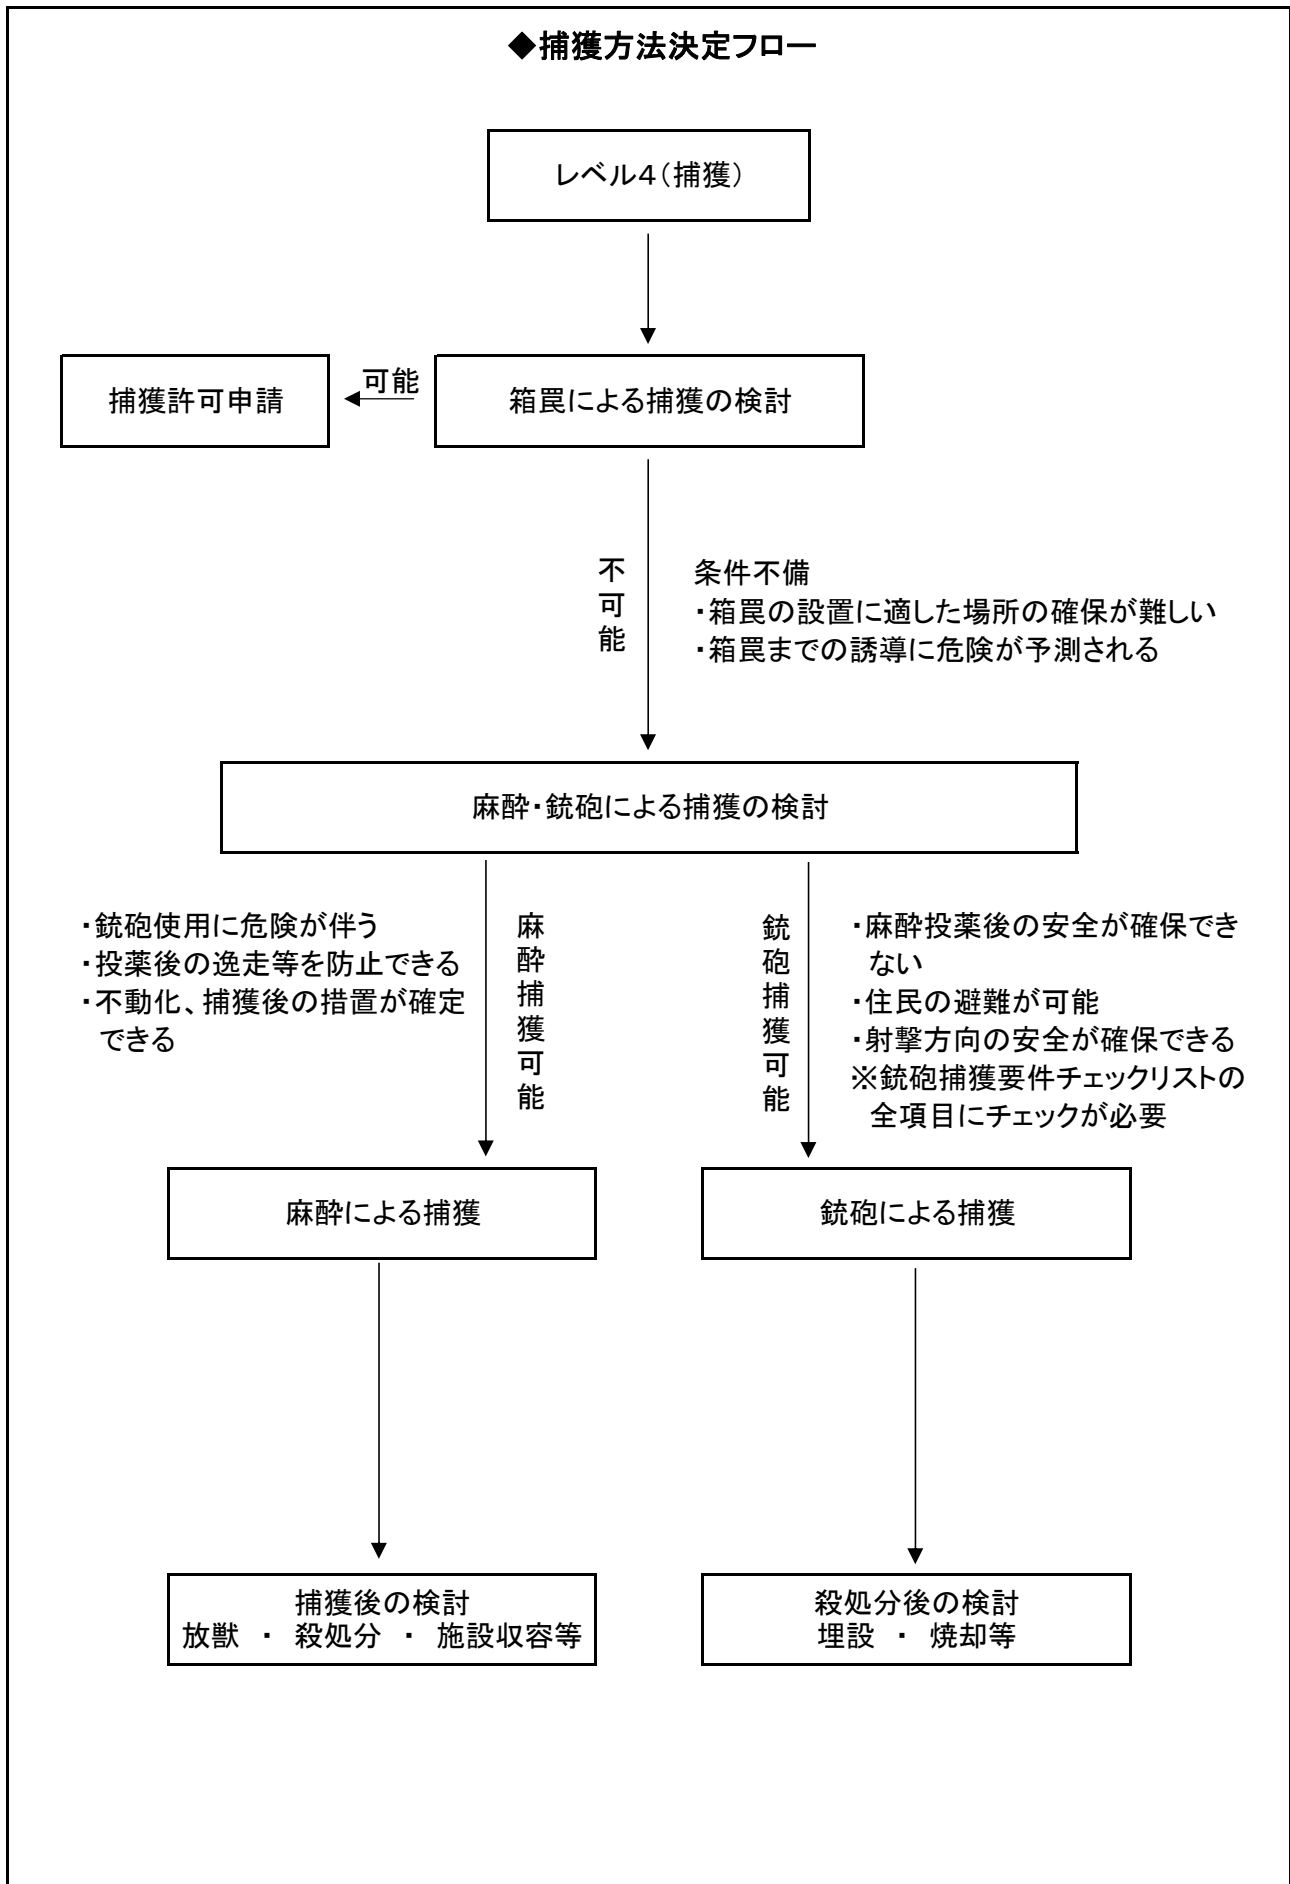 ◆捕獲方法決定フロー
レベル4(捕獲)
捕獲許可申請
可能
箱罠による捕獲の検討
不可能
条件不備
・箱罠の設置に適した場所の確保が難しい
・箱罠までの誘導に危険が予測される
麻酔・銃砲による捕獲の検討
・銃砲使用に危険が伴う
・投薬後の逸走等を防止できる
・不動化、捕獲後の措置が確定
できる
麻酔捕獲可能
銃砲捕獲可能
・麻酔投薬後の安全が確保でき
ない
・住民の避難が可能
・射撃方向の安全が確保できる
※銃砲捕獲要件チェックリストの
全項目にチェックが必要
麻酔による捕獲
銃砲による捕獲
捕獲後の検討
放獣 ・ 殺処分 ・ 施設収容等
殺処分後の検討
埋設 ・ 焼却等